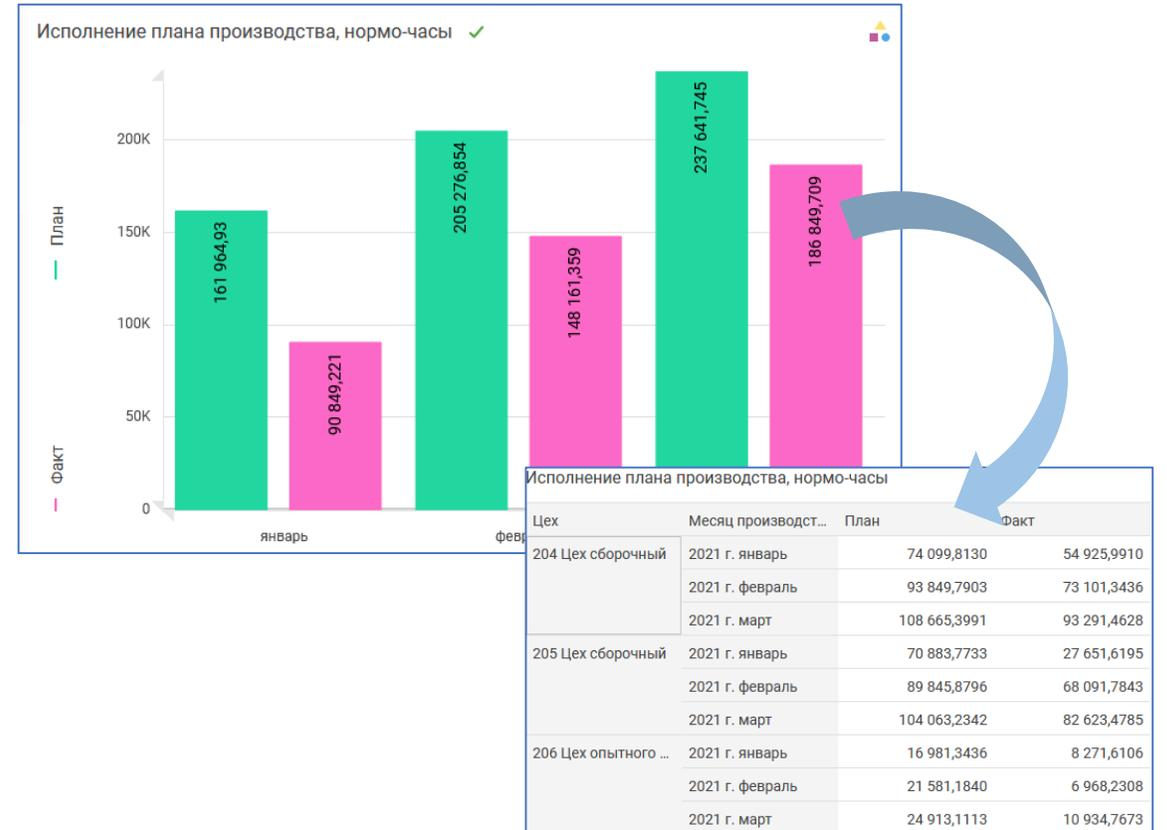 Исполнение плана производства, нормо-часы
200K
150K
100K
50K
0
План
Факт
161 964,93
90 849,221
205 276,854
148 161,359
237 641,745
186 849,709
январь
февр
Исполнение плана производства, нормо-часы
Цех Месяц производст... План Факт
204 Цех сборочный 2021 г. январь 74 099,8130 54 925,9910
2021 г. февраль 93 849,7903 73 101,3436
2021 г. март 108 665,3991 93 291,4628
205 Цех сборочный 2021 г. январь 70 883,7733 27 651,6195
2021 г. февраль 89 845,8796 68 091,7843
2021 г. март 104 063,2342 82 623,4785
206 Цех опытного ... 2021 г. январь 16 981,3436 8 271,6106
2021 г. февраль 21 581,1840 6 968,2308
2021 г. март 24 913,1113 10 934,7673